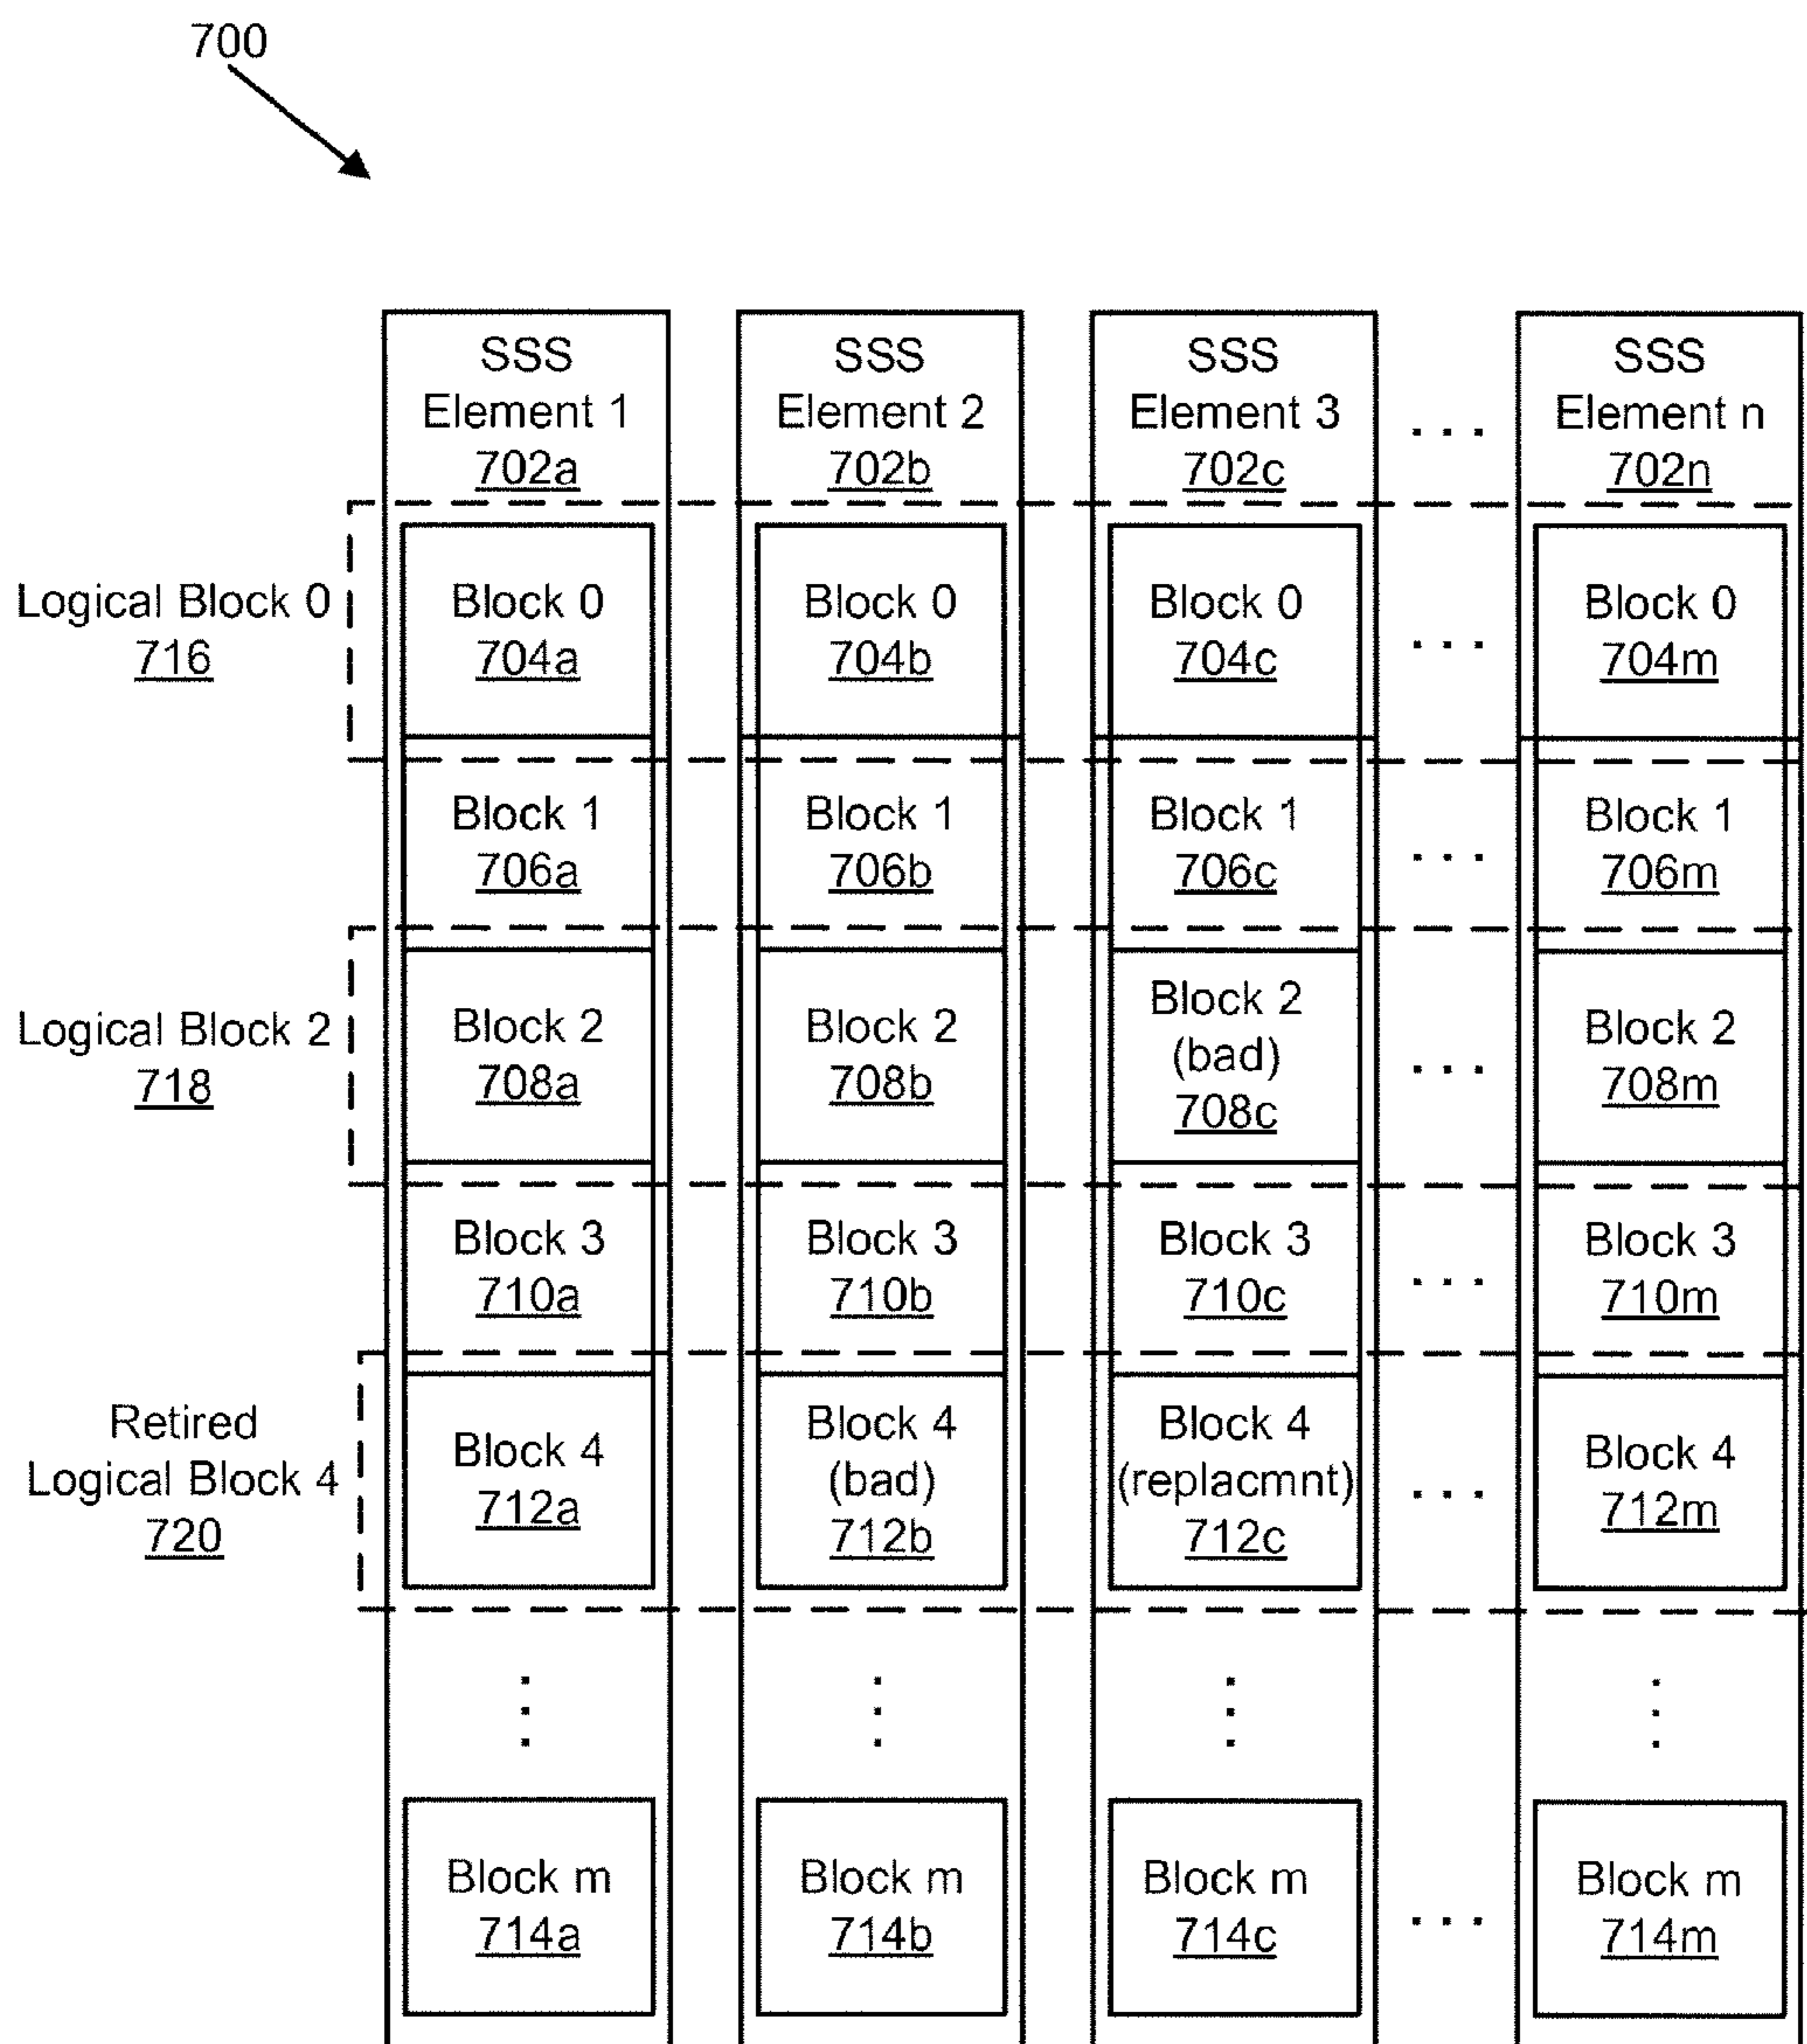 700
SSS
Element 1
702a
SSS
Element 2
702b
SSS
Element 3
702c
...
SSS
Element n
702n
Logical Block 0
716
Block 0
704a
Block 0
704b
Block 0
704c
...
Block 0
704m
Block 1
706a
Block 1
706b
Block 1
706c
...
Block 1
706m
Logical Block 2
718
Block 2
708a
Block 2
708b
Block 2
(bad)
708c
...
Block 2
708m
Block 3
710a
Block 3
710b
Block 3
710c
...
Block 3
710m
Retired
Logical Block 4
720
Block 4
712a
Block 4
(bad)
712b
Block 4
(replacmnt)
712c
...
Block 4
712m
Block m
714a
Block m
714b
Block m
714c
...
Block m
714m